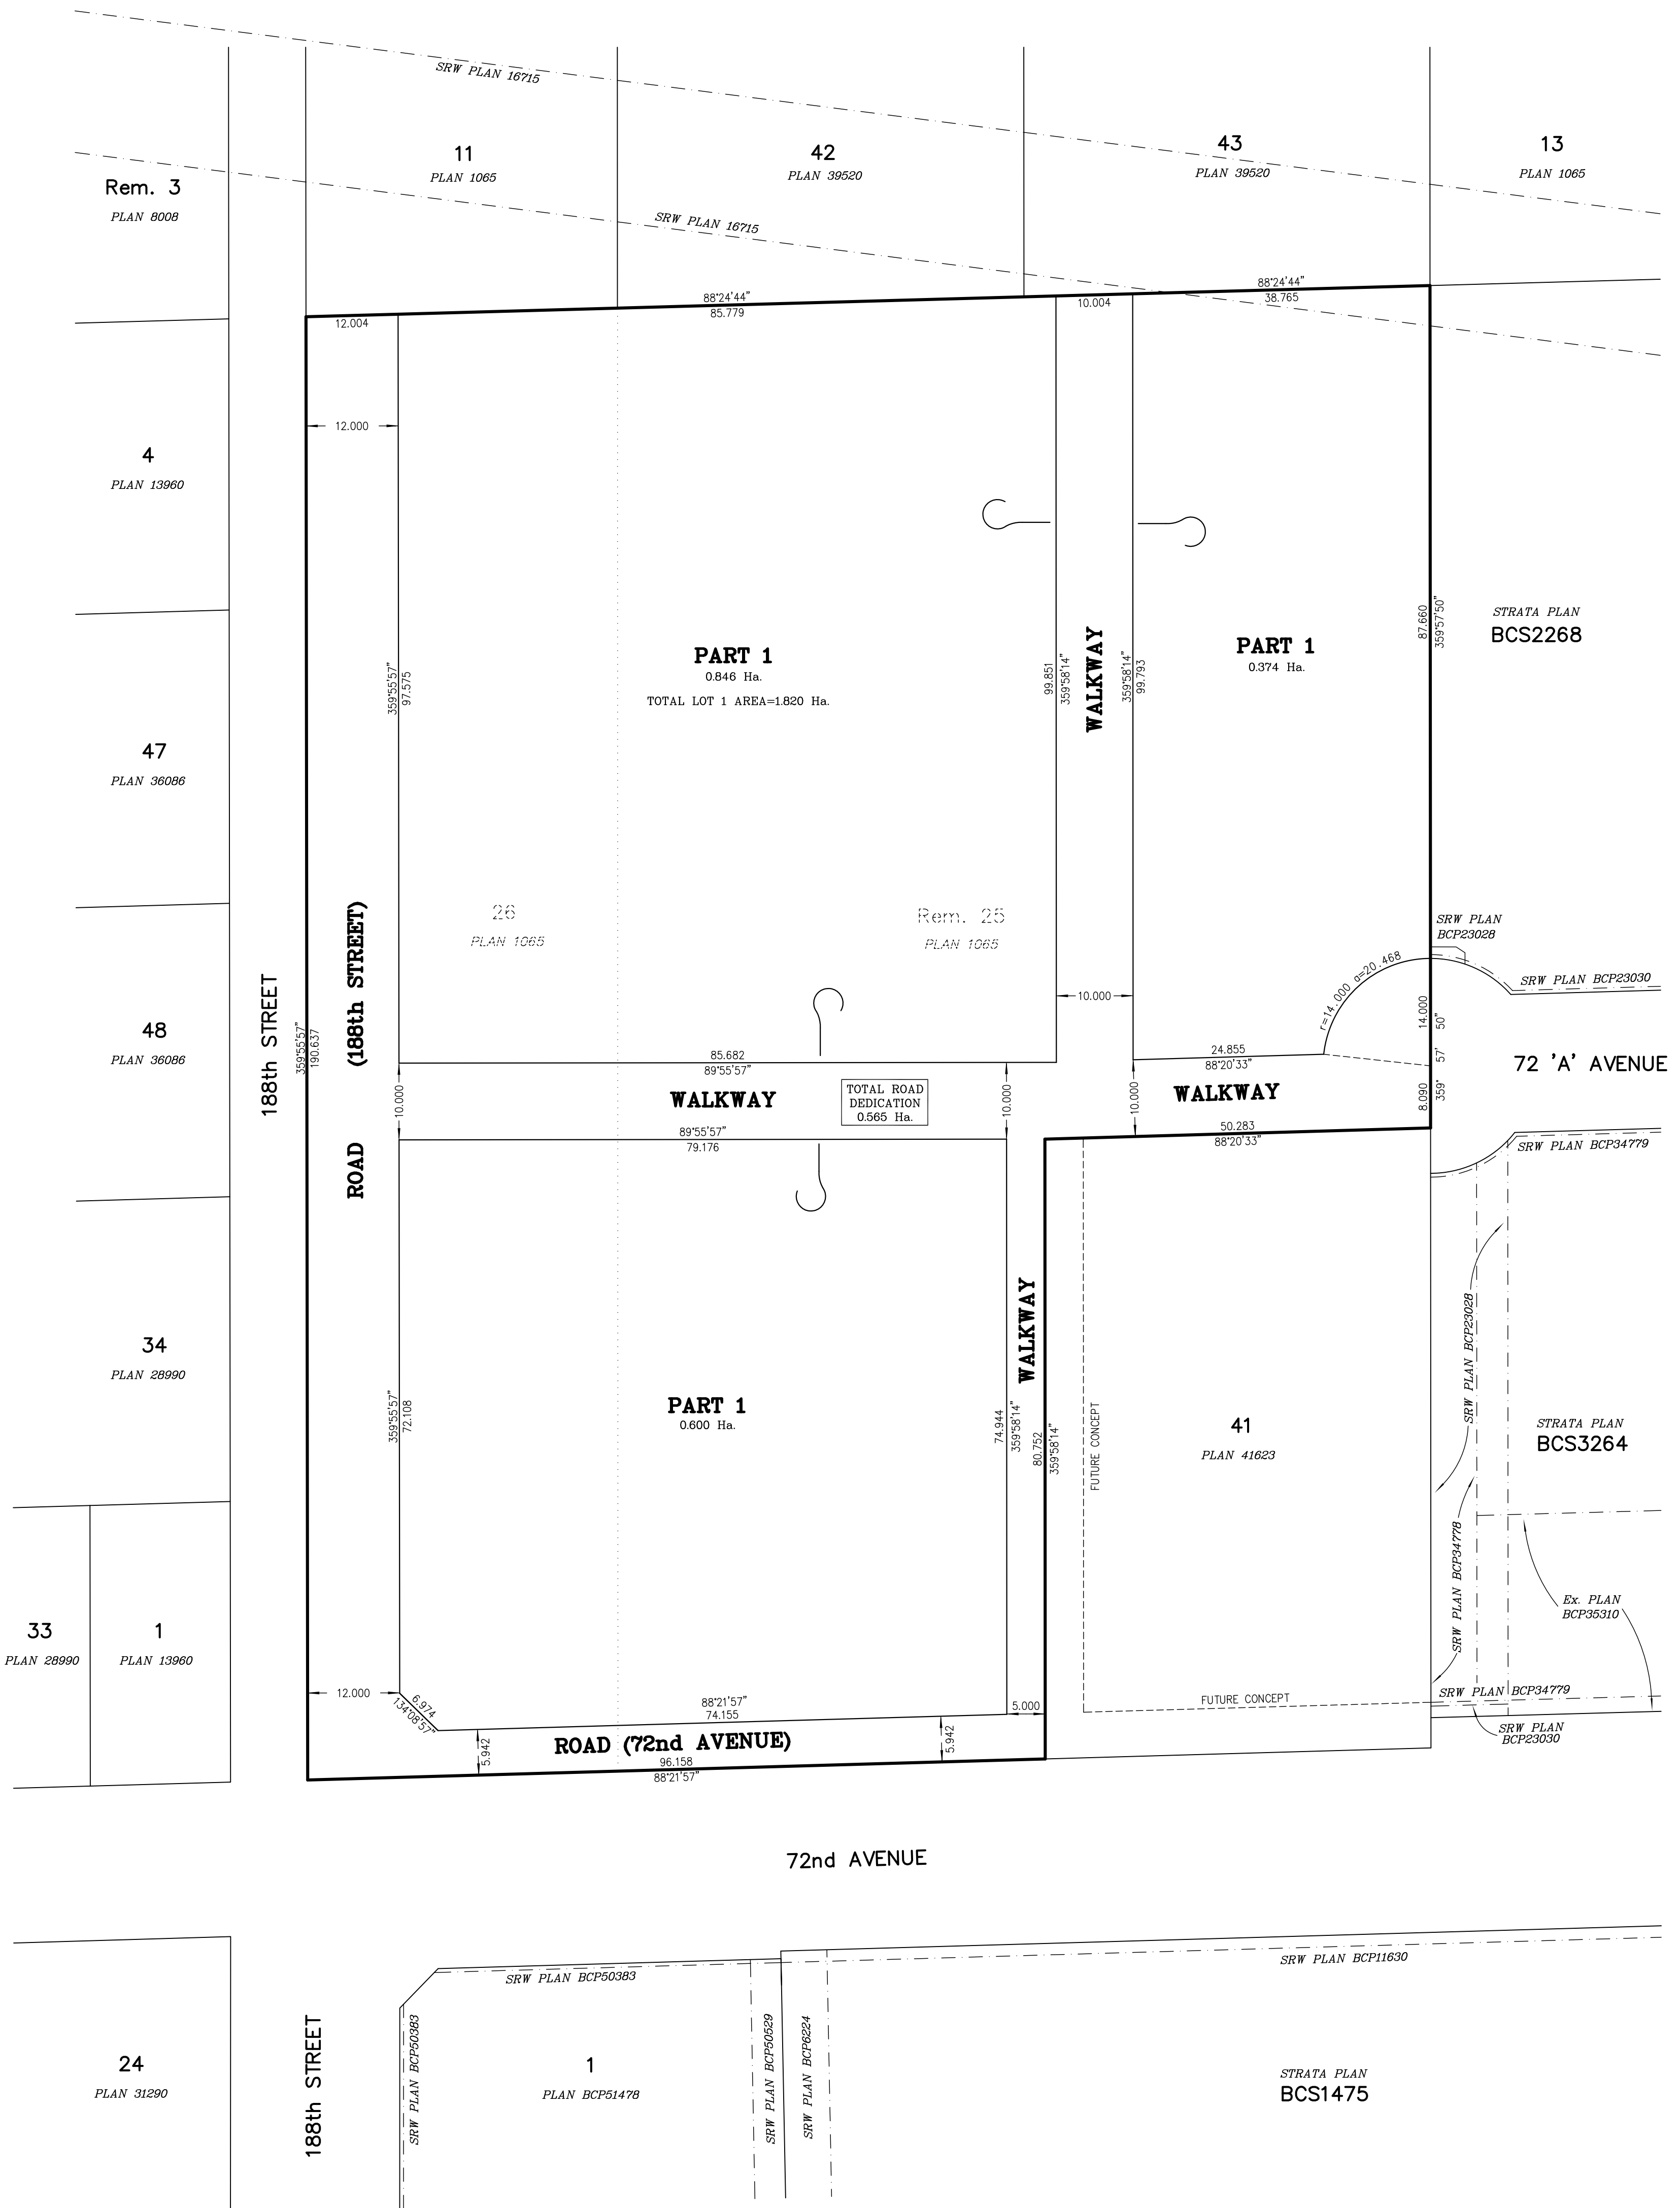 SRW PLAN 16715
11
PLAN 1065
42
PLAN 39520
43
PLAN 39520
13
PLAN 1065
Rem. 3
PLAN 8008
SRW PLAN 16715
88°24'44"
85.779
88°24'44"
38.765
12.004
10.004
12.000
4
PLAN 13960
47
PLAN 36086
48
PLAN 36086
34
PLAN 28990
33
PLAN 28990
1
PLAN 13960
188th STREET
359°55'57"
190.637
ROAD (188th STREET)
359°55'57"
97.575
PART 1
0.846 Ha.
TOTAL LOT 1 AREA=1.820 Ha.
99.851
359°58'14"
WALKWAY
359°58'14"
99.793
PART 1
0.374 Ha.
87.660
359°57'50"
STRATA PLAN
BCS2268
26
PLAN 1065
Rem. 25
PLAN 1065
SRW PLAN
BCP23028
SRW PLAN BCP23030
r=14.000 a=20.468
14.000
10.000
85.682
89°55'57"
24.855
88°20'33"
359° 57' 50"
8.090
72 'A' AVENUE
10.000
WALKWAY
TOTAL ROAD
DEDICATION
0.565 Ha.
10.000
10.000
WALKWAY
89°55'57"
79.176
50.283
88°20'33"
SRW PLAN BCP34779
WALKWAY
359°55'57"
72.108
PART 1
0.600 Ha.
74.944
359°58'14"
80.752
359°58'14"
FUTURE CONCEPT
41
PLAN 41623
SRW PLAN BCP23028
STRATA PLAN
BCS3264
SRW PLAN BCP34778
Ex. PLAN
BCP35310
12.000
6.974
134°08'57"
88°21'57"
74.155
5.000
FUTURE CONCEPT
SRW PLAN BCP34779
SRW PLAN
BCP23030
5.942
ROAD (72nd AVENUE)
5.942
96.158
88°21'57"
72nd AVENUE
SRW PLAN BCP50383
SRW PLAN BCP11630
24
PLAN 31290
188th STREET
SRW PLAN BCP50383
1
PLAN BCP51478
SRW PLAN BCP50529
SRW PLAN BCP6224
STRATA PLAN
BCS1475